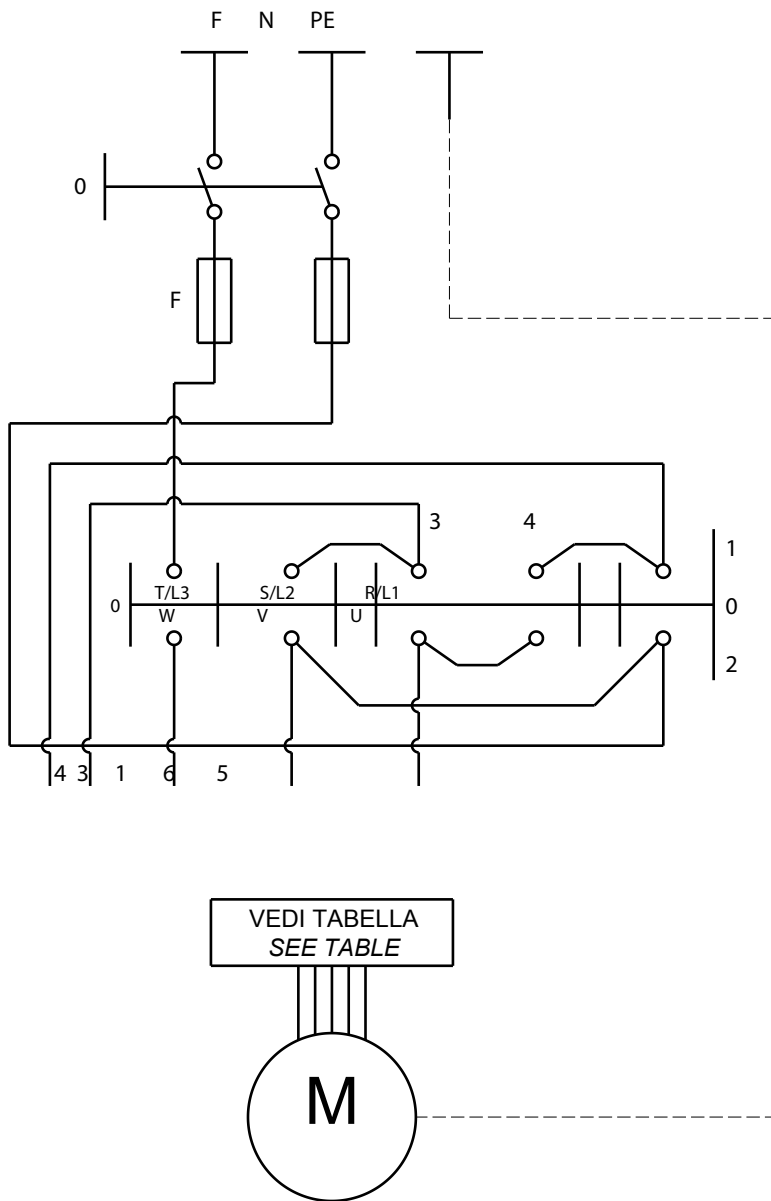 F N PE
0
F
3 4
1
T/L3 S/L2 R/L1
0 W V U 0
2
4 3 1 6 5
VEDI TABELLA
SEE TABLE
M